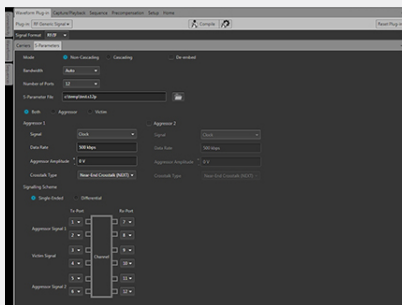 Waveform Plug-in Capture/Playback Sequence Precompensation Setup Home
Plug-in RF Generic Signal Compile Reset Plug-in
Signal Format IQ/IF
Carriers S-Parameters
Mode Non-Cascading Cascading De-embed
Bandwidth Auto
Number of Ports 12
S-Parameter File
Both Aggressor Victim
Aggressor 1 Aggressor 2
Signal Clock Signal Clock
Data Rate 500 kbps Data Rate 500 kbps
Aggressor Amplitude 0 V Aggressor Amplitude 0 V
Crosstalk Type Near-End Crosstalk (NEXT) Crosstalk Type Near-End Crosstalk (NEXT)
Signalling Scheme
Single-Ended Differential
Tx Port Rx Port
1 7
Aggressor Signal 1
2 8
3 9
Victim Signal Channel
4 10
5 11
Aggressor Signal 2
6 12